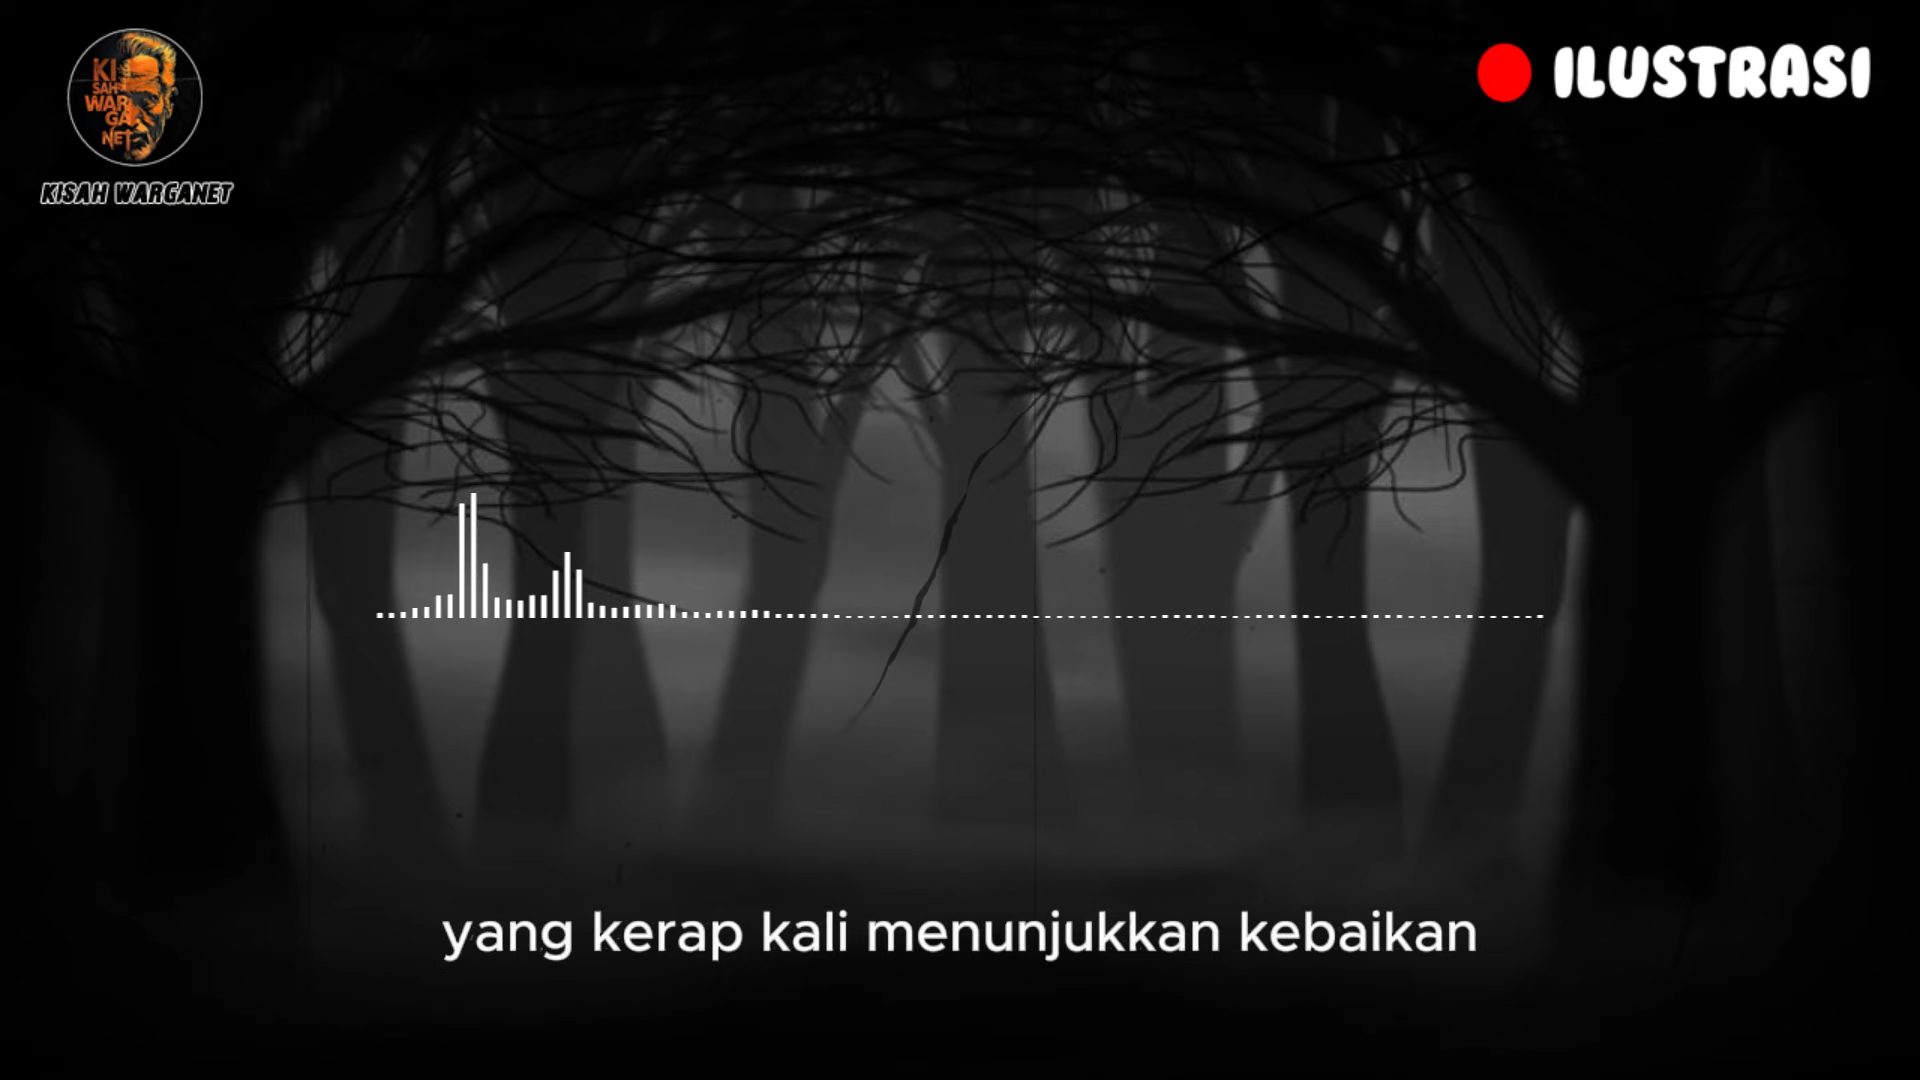 KI
SAH
WAR
GA
NET
KISAH WARGANET
ILUSTRASI
yang kerap kali menunjukkan kebaikan